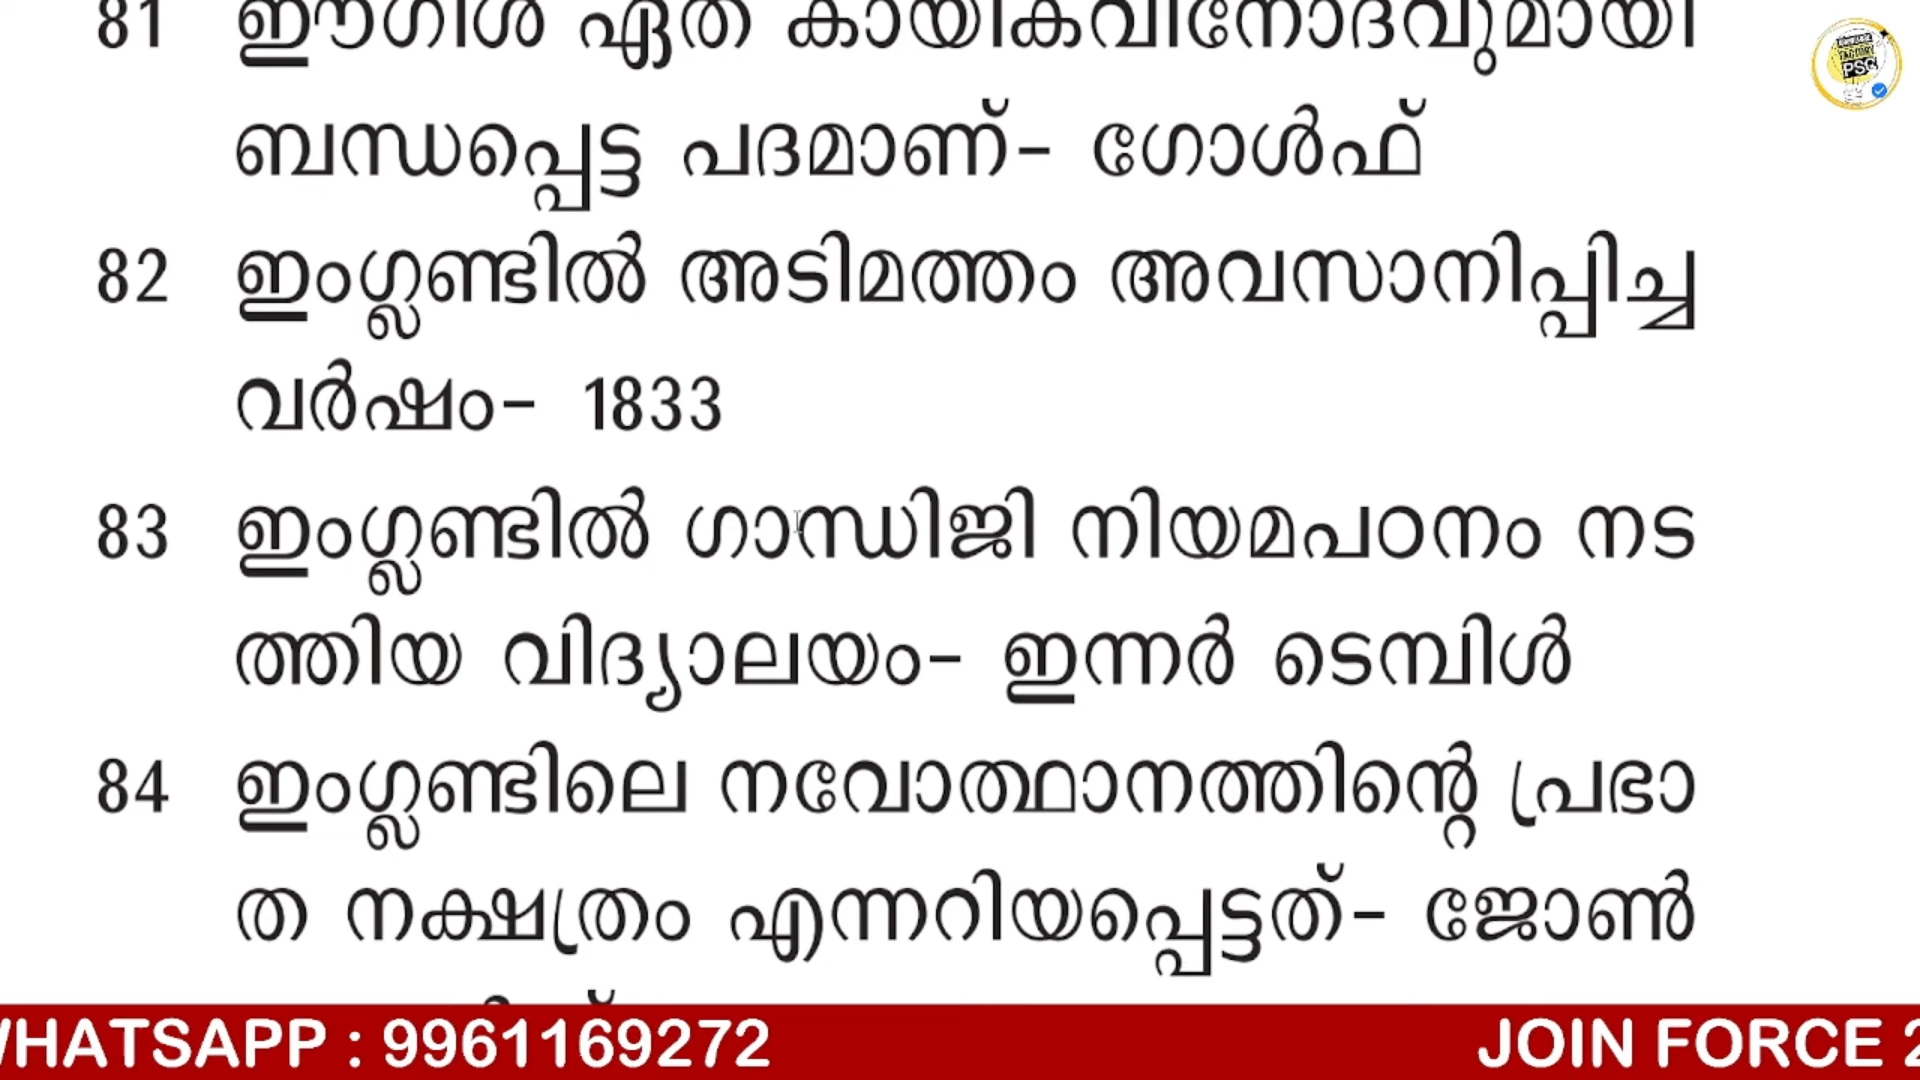 81 ഈഗിൾ ഏത് കായികവിനോദവുമായി
ബന്ധപ്പെട്ട പദമാണ്- ഗോൾഫ്
82 ഇംഗ്ലണ്ടിൽ അടിമത്തം അവസാനിപ്പിച്ച
വർഷം- 1833
83 ഇംഗ്ലണ്ടിൽ ഗാന്ധിജി നിയമപഠനം നട
ത്തിയ വിദ്യാലയം- ഇന്നർ ടെമ്പിൾ
84 ഇംഗ്ലണ്ടിലെ നവോത്ഥാനത്തിന്റെ പ്രഭാ
ത നക്ഷത്രം എന്നറിയപ്പെട്ടത്- ജോൺ
WHATSAPP : 9961169272 JOIN FORCE 2
PSC